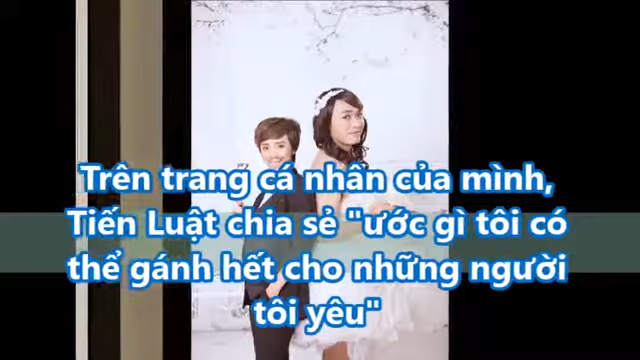 Trên trang cá nhân của mình,
Tiến Luật chia sẻ "ước gì tôi có
thể gánh hết cho những người
tôi yêu"